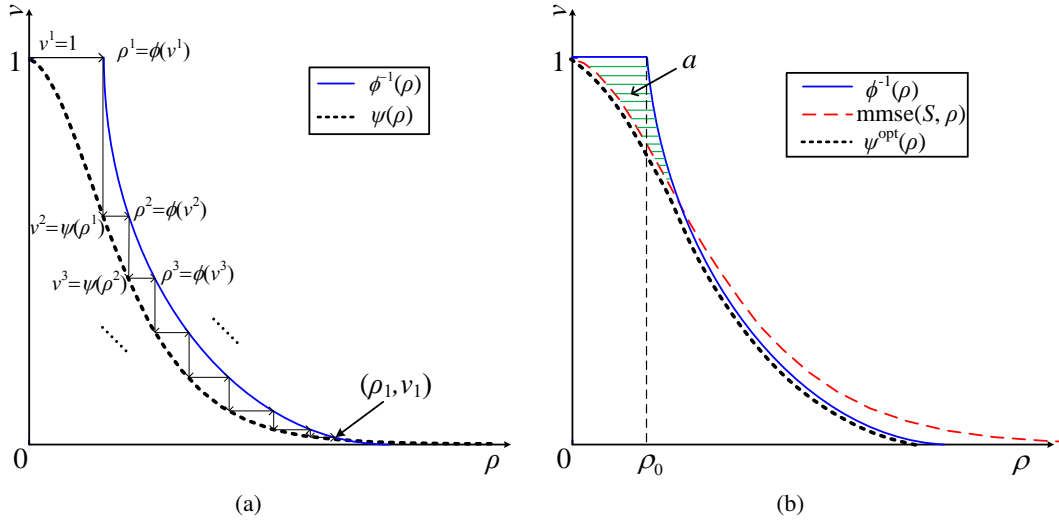 v
v¹=1
ρ¹=ϕ(v¹)
1
ϕ⁻¹(ρ)
ψ(ρ)
ρ²=ϕ(v²)
v²=ψ(ρ¹)
ρ³=ϕ(v³)
v³=ψ(ρ²)
(ρ₁,v₁)
0
ρ
(a)
v
1
a
ϕ⁻¹(ρ)
mmse(S, ρ)
ψᵒᵖᵗ(ρ)
0
ρ₀
ρ
(b)